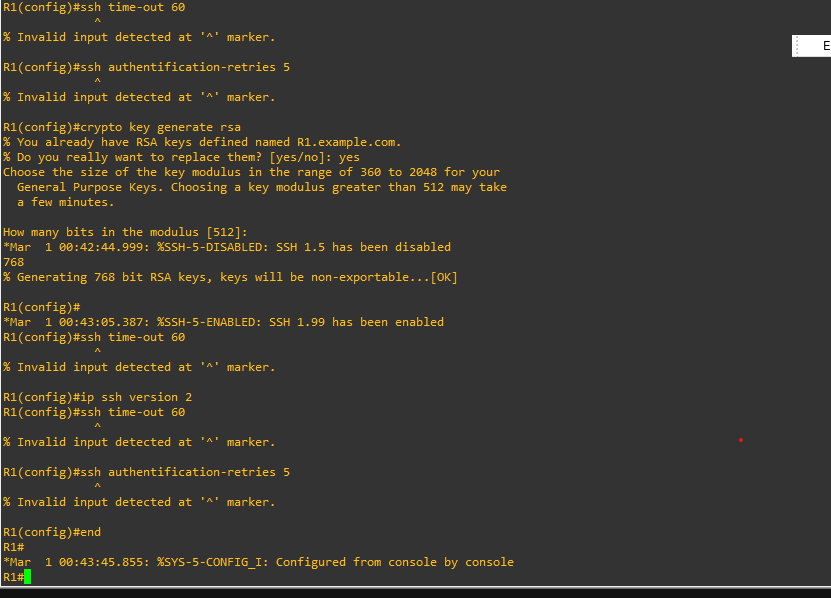 R1(config)#ssh time-out 60
^
% Invalid input detected at '^' marker.
E
R1(config)#ssh authentification-retries 5
^
% Invalid input detected at '^' marker.
R1(config)#crypto key generate rsa
% You already have RSA keys defined named R1.example.com.
% Do you really want to replace them? [yes/no]: yes
Choose the size of the key modulus in the range of 360 to 2048 for your
General Purpose Keys. Choosing a key modulus greater than 512 may take
a few minutes.
How many bits in the modulus [512]:
*Mar  1 00:42:44.999: %SSH-5-DISABLED: SSH 1.5 has been disabled
768
% Generating 768 bit RSA keys, keys will be non-exportable...[OK]
R1(config)#
*Mar  1 00:43:05.387: %SSH-5-ENABLED: SSH 1.99 has been enabled
R1(config)#ssh time-out 60
^
% Invalid input detected at '^' marker.
R1(config)#ip ssh version 2
R1(config)#ssh time-out 60
^
% Invalid input detected at '^' marker.
R1(config)#ssh authentification-retries 5
^
% Invalid input detected at '^' marker.
R1(config)#end
R1#
*Mar  1 00:43:45.855: %SYS-5-CONFIG_I: Configured from console by console
R1#